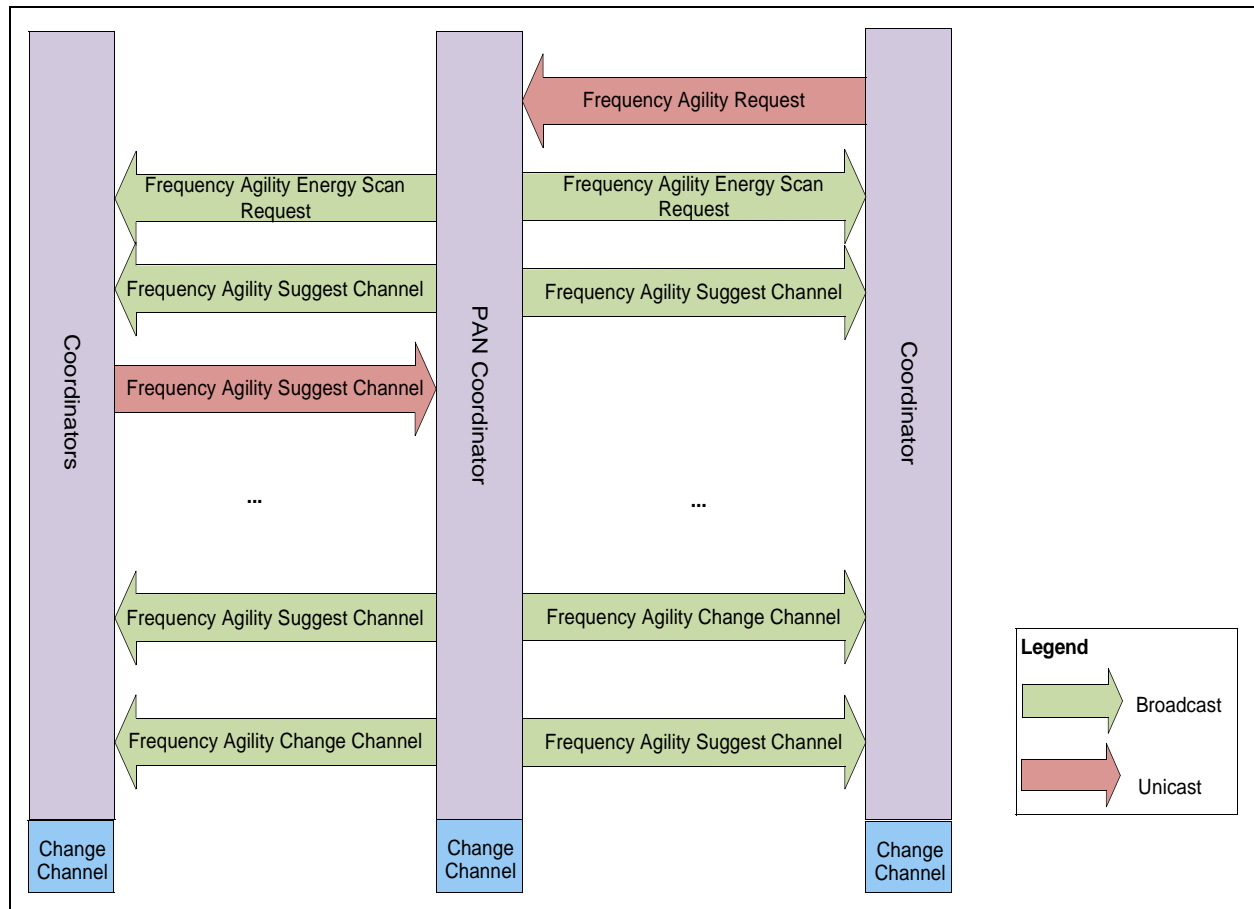 Frequency Agility Request
Frequency Agility Energy Scan
Request
Frequency Agility Energy Scan
Request
Frequency Agility Suggest Channel
Frequency Agility Suggest Channel
Coordinators
PAN Coordinator
Coordinator
Frequency Agility Suggest Channel
...
...
Frequency Agility Suggest Channel
Frequency Agility Change Channel
Frequency Agility Change Channel
Frequency Agility Suggest Channel
Legend
Broadcast
Unicast
Change
Channel
Change
Channel
Change
Channel